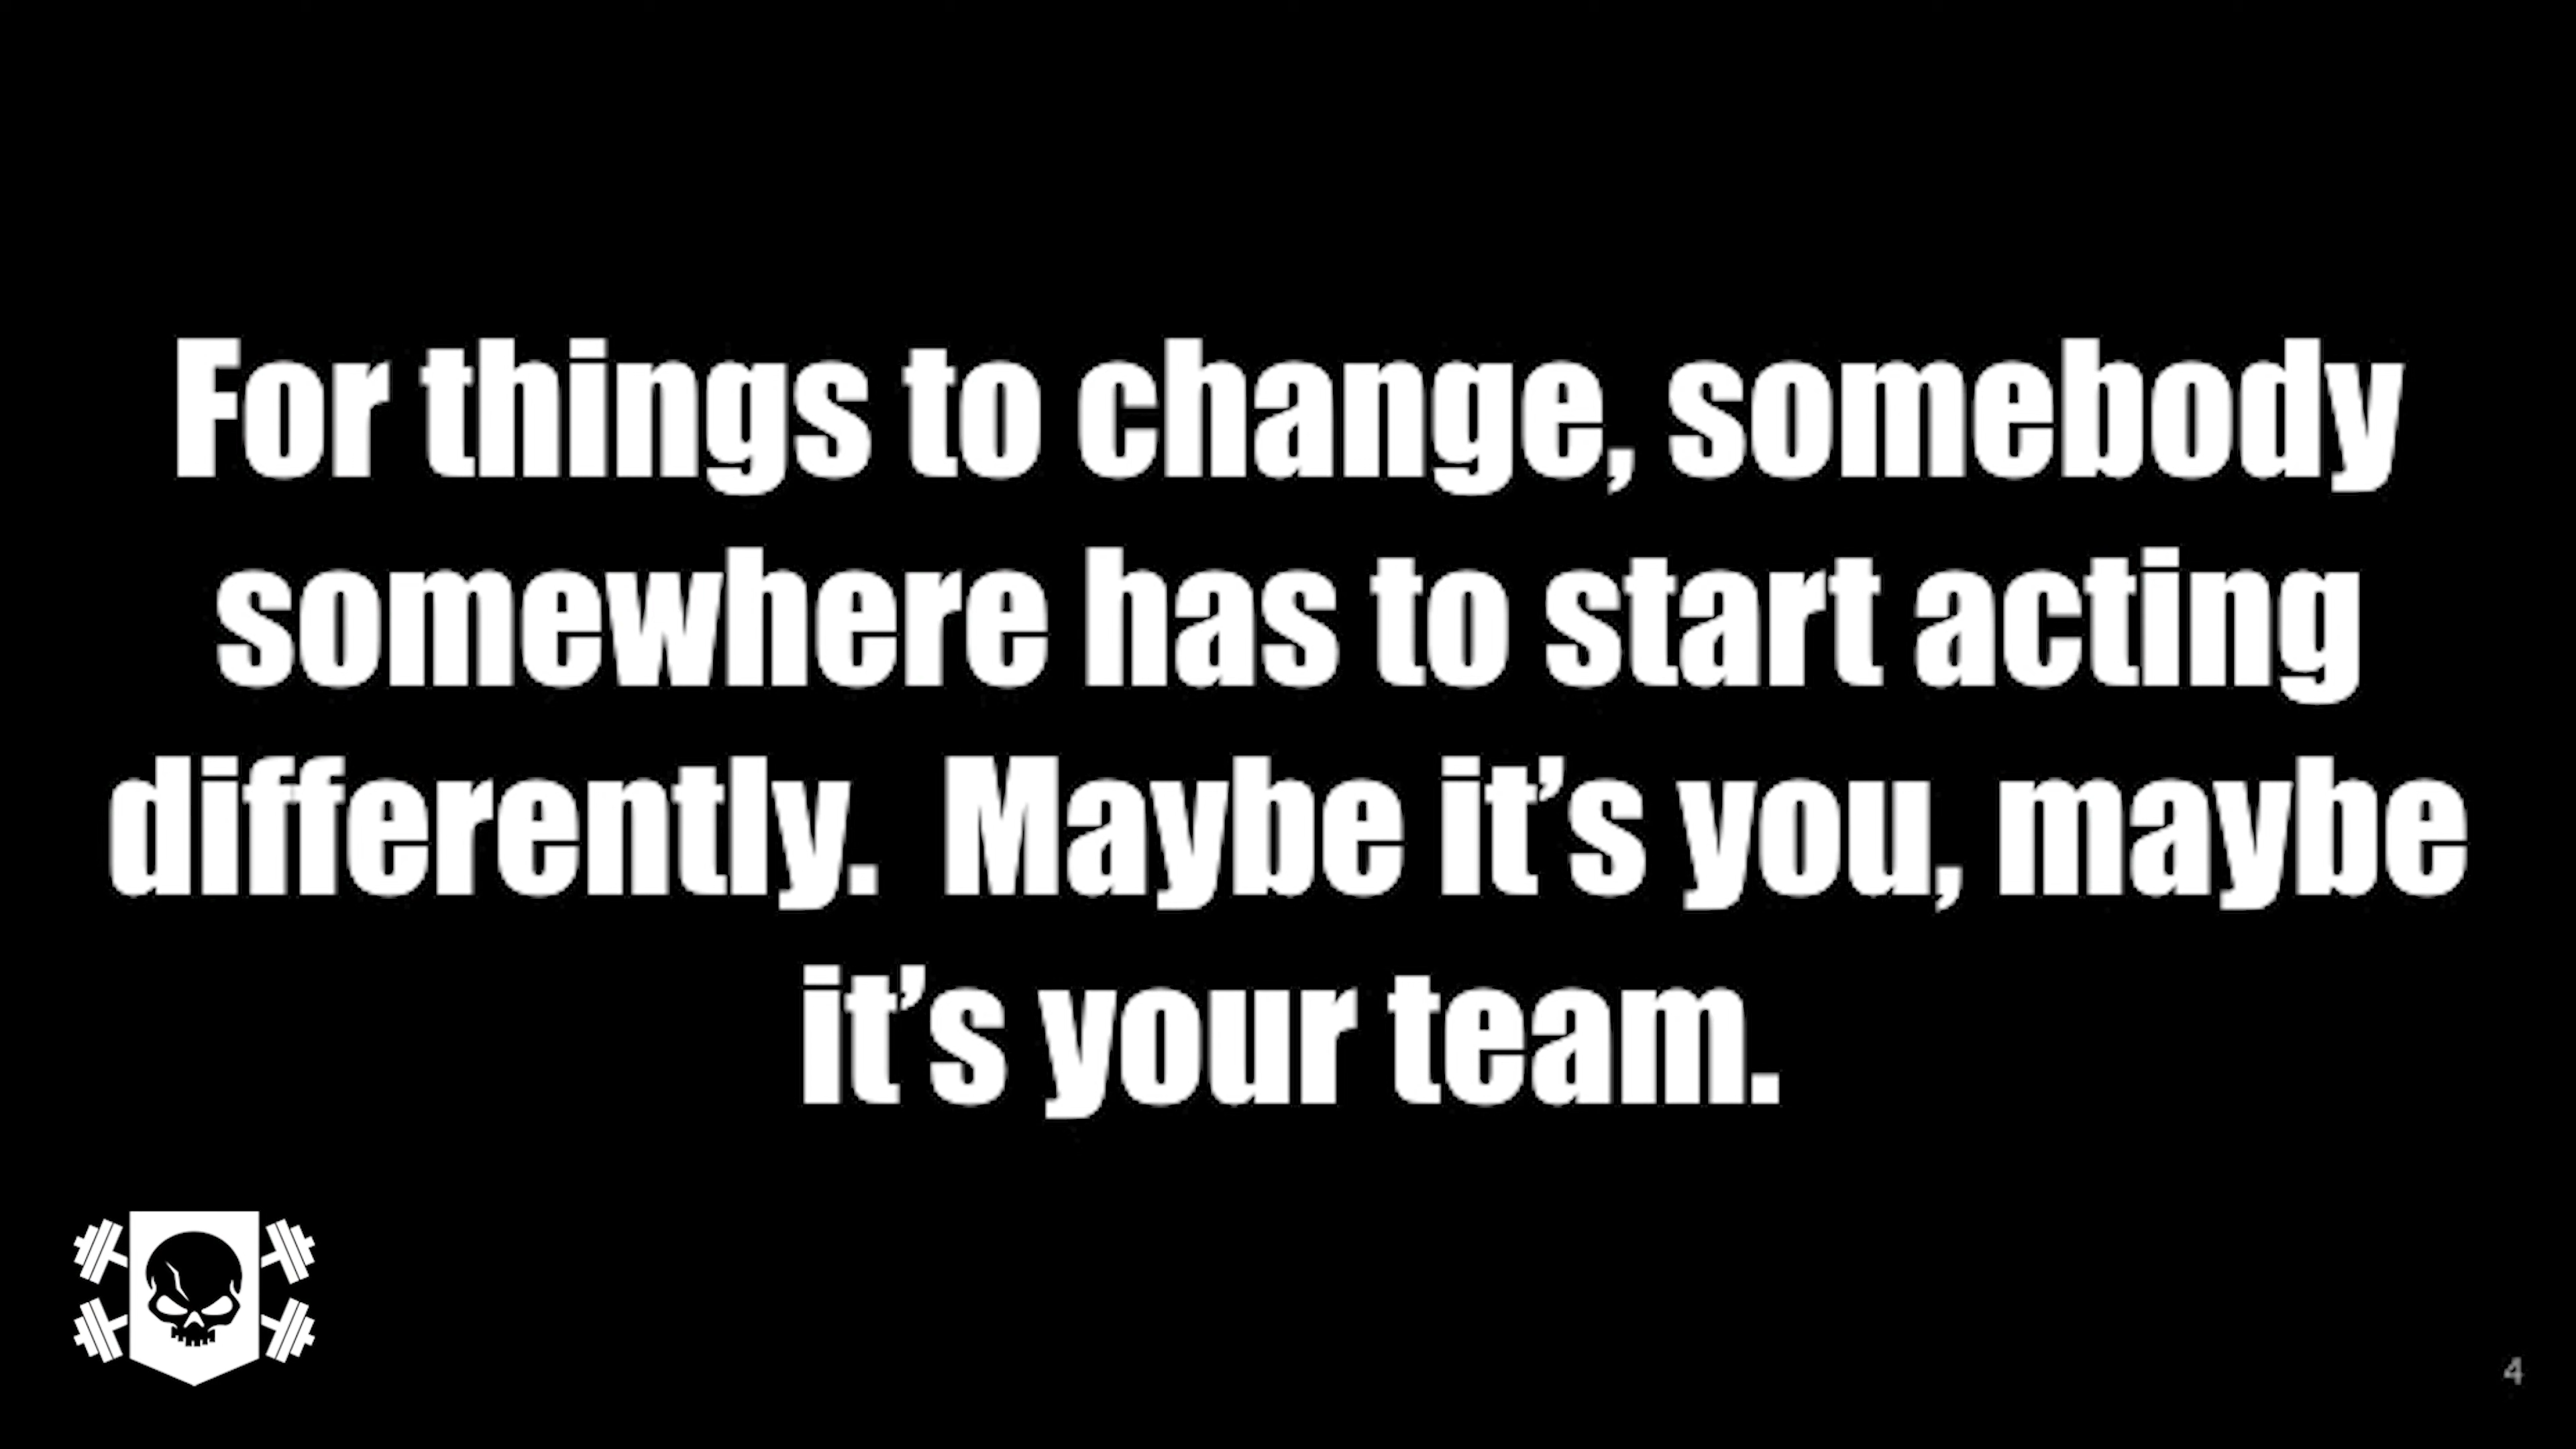 For things to change, somebody
somewhere has to start acting
differently.  Maybe it’s you, maybe
it’s your team.
4